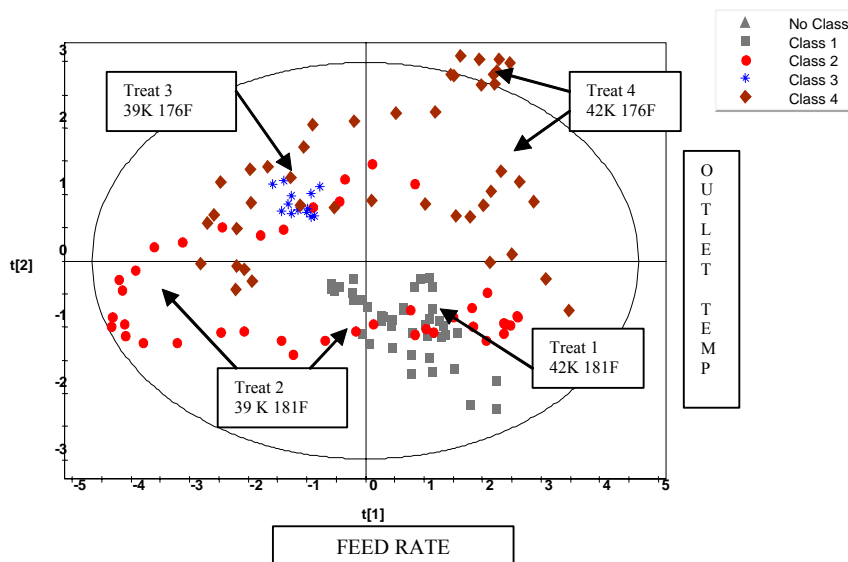 No Class
Class 1
Class 2
Class 3
Class 4
3
2
1
0
-1
-2
-3
t[2]
Treat 3
39K 176F
Treat 4
42K 176F
Treat 2
39 K 181F
Treat 1
42K 181F
-5
-4
-3
-2
-1
0
1
2
3
4
5
t[1]
FEED RATE
O
U
T
L
E
T
T
E
M
P